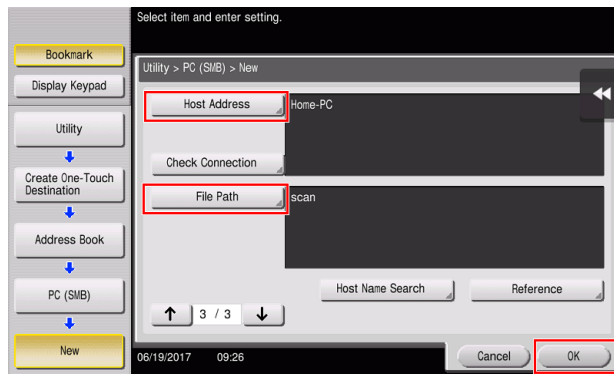 Select item and enter setting.
Bookmark
Display Keypad
Utility
Create One-Touch
Destination
Address Book
PC (SMB)
New
Utility > PC (SMB) > New
Host Address
Home-PC
Check Connection
File Path
scan
Host Name Search
Reference
3 / 3
06/19/2017 09:26
Cancel
OK